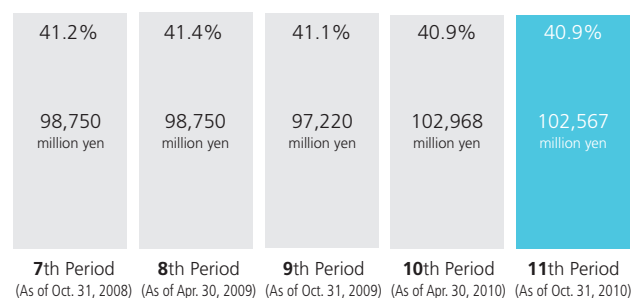 41.2% 41.4% 41.1% 40.9% 40.9%
98,750 98,750 97,220 102,968 102,567
million yen million yen million yen million yen million yen
7th Period 8th Period 9th Period 10th Period 11th Period
(As of Oct. 31, 2008) (As of Apr. 30, 2009) (As of Oct. 31, 2009) (As of Apr. 30, 2010) (As of Oct. 31, 2010)